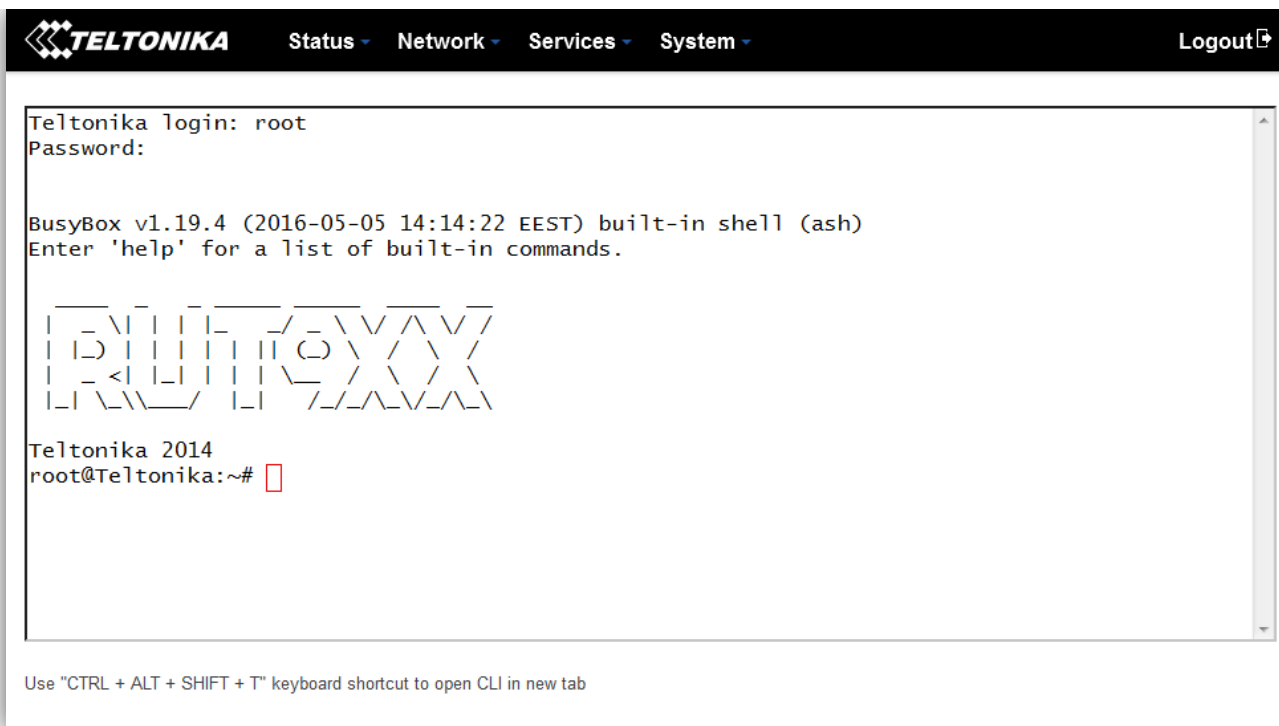 TELTONIKA Status Network Services System Logout
Teltonika login: root
Password:
BusyBox v1.19.4 (2016-05-05 14:14:22 EEST) built-in shell (ash)
Enter 'help' for a list of built-in commands.
RUT9XX
Teltonika 2014
root@Teltonika:~#
Use "CTRL + ALT + SHIFT + T" keyboard shortcut to open CLI in new tab